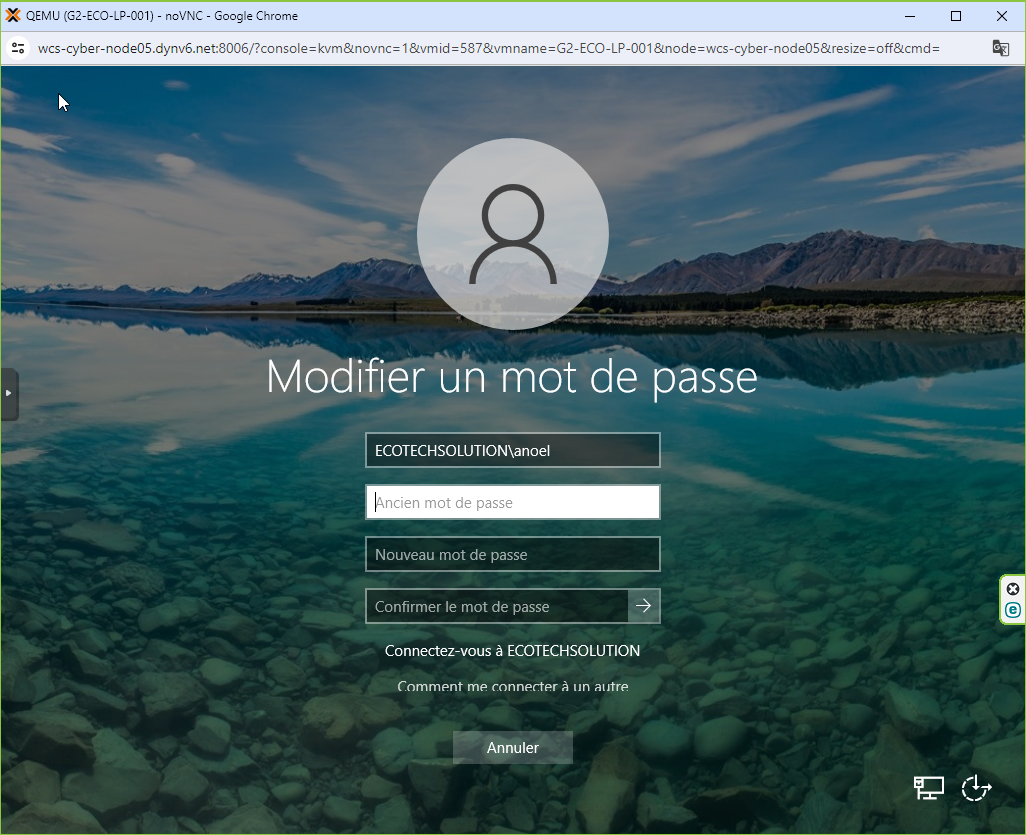 QEMU (G2-ECO-LP-001) - noVNC - Google Chrome
wcs-cyber-node05.dynv6.net:8006/?console=kvm&novnc=1&vmid=587&vmname=G2-ECO-LP-001&node=wcs-cyber-node05&resize=off&cmd=
Modifier un mot de passe
ECOTECHSOLUTION\anoel
Ancien mot de passe
Nouveau mot de passe
Confirmer le mot de passe
Connectez-vous à ECOTECHSOLUTION
Comment me connecter à un autre
Annuler